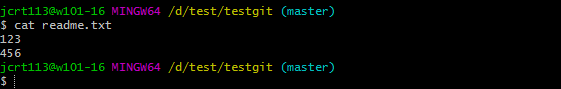 jcrt113@w101-16 MINGW64 /d/test/testgit (master)
$ cat readme.txt
123
456
jcrt113@w101-16 MINGW64 /d/test/testgit (master)
$